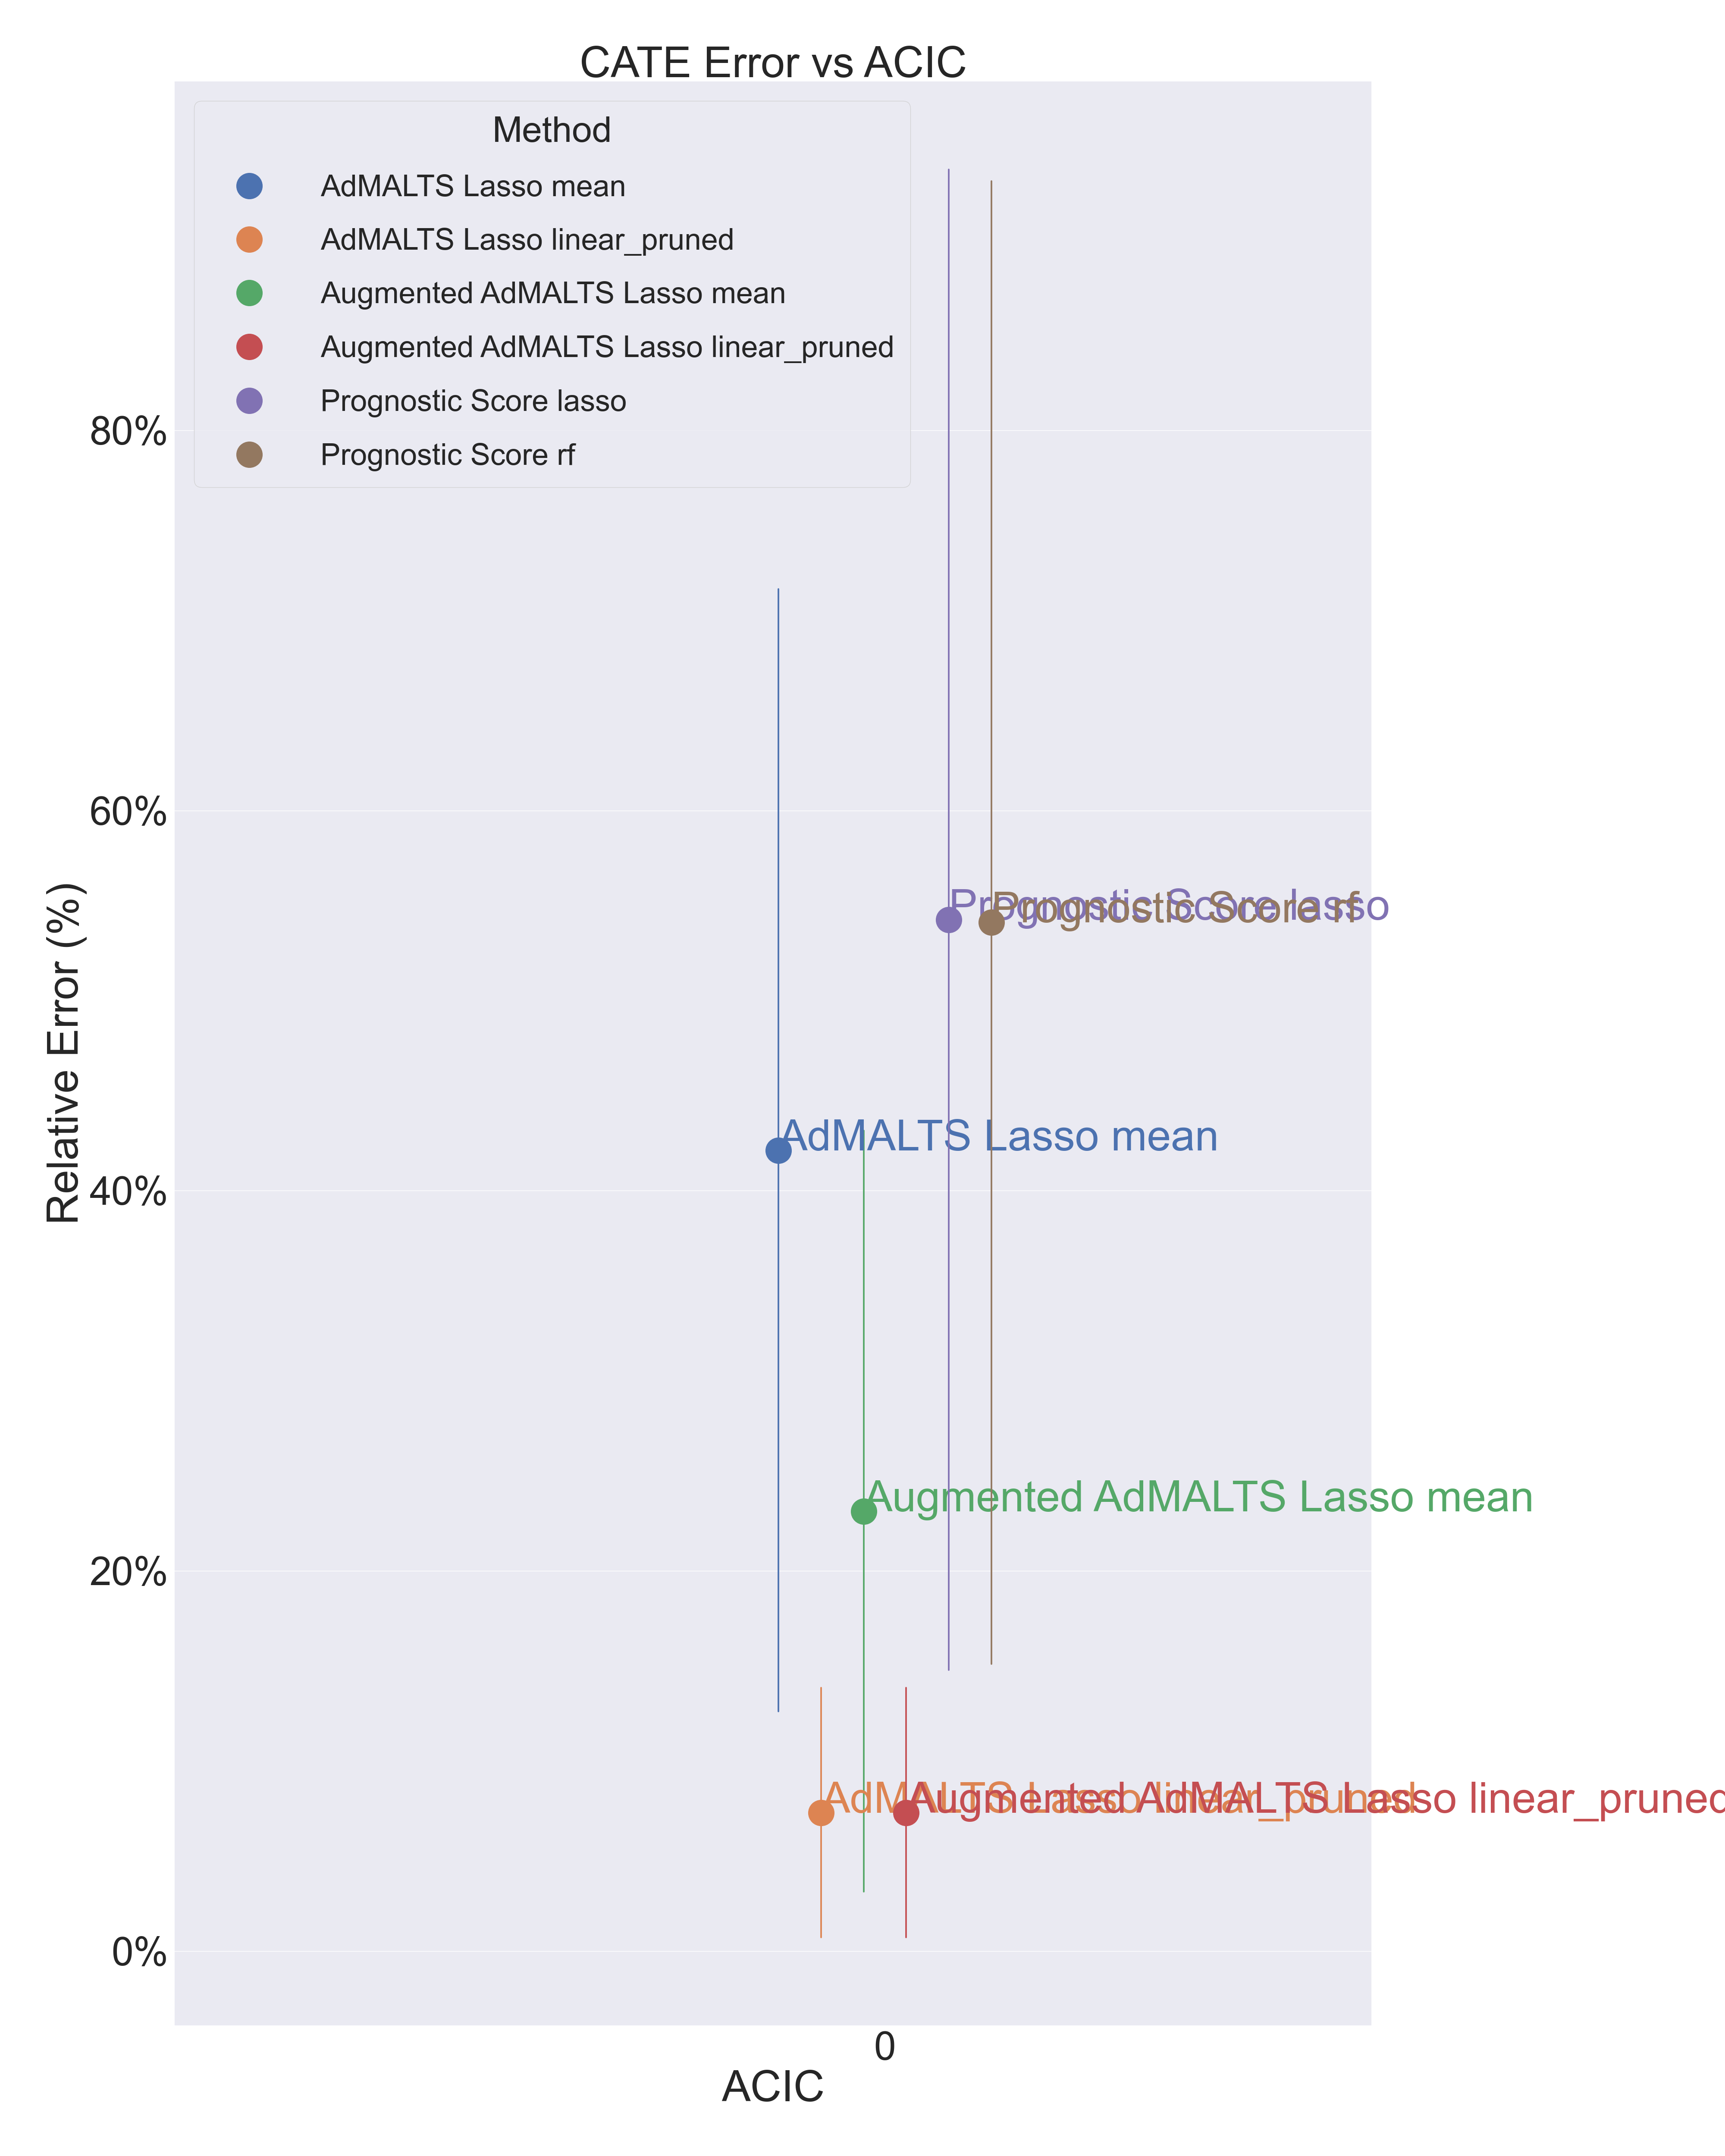 CATE Error vs ACIC
Method
AdMALTS Lasso mean
AdMALTS Lasso linear_pruned
Augmented AdMALTS Lasso mean
Augmented AdMALTS Lasso linear_pruned
Prognostic Score lasso
Prognostic Score rf
80%
60%
40%
20%
0%
Relative Error (%)
Prognostic Score lasso
Prognostic Score rf
AdMALTS Lasso mean
Augmented AdMALTS Lasso mean
AdMALTS Lasso linear_pruned
Augmented AdMALTS Lasso linear_pruned
0
ACIC